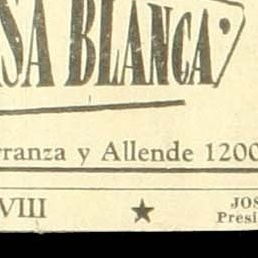 SA BLANCA
rranza y Allende 1200
VIII ★ JOS
Presi